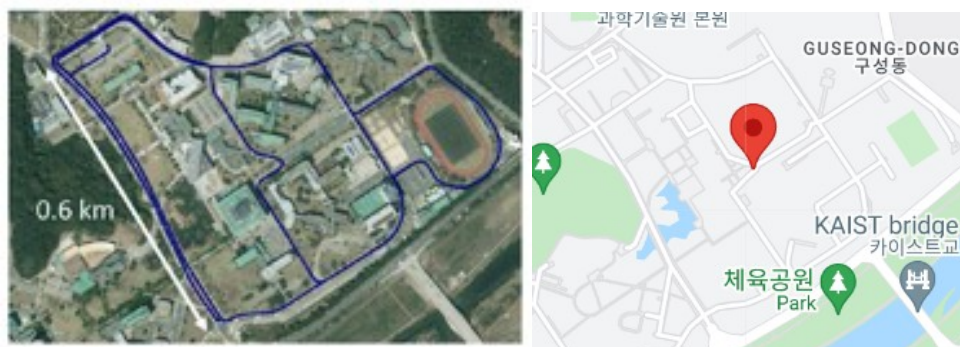 0.6 km
과학기술원 본원
GUSEONG-DONG
구성동
KAIST bridge
카이스트교
체육공원
Park